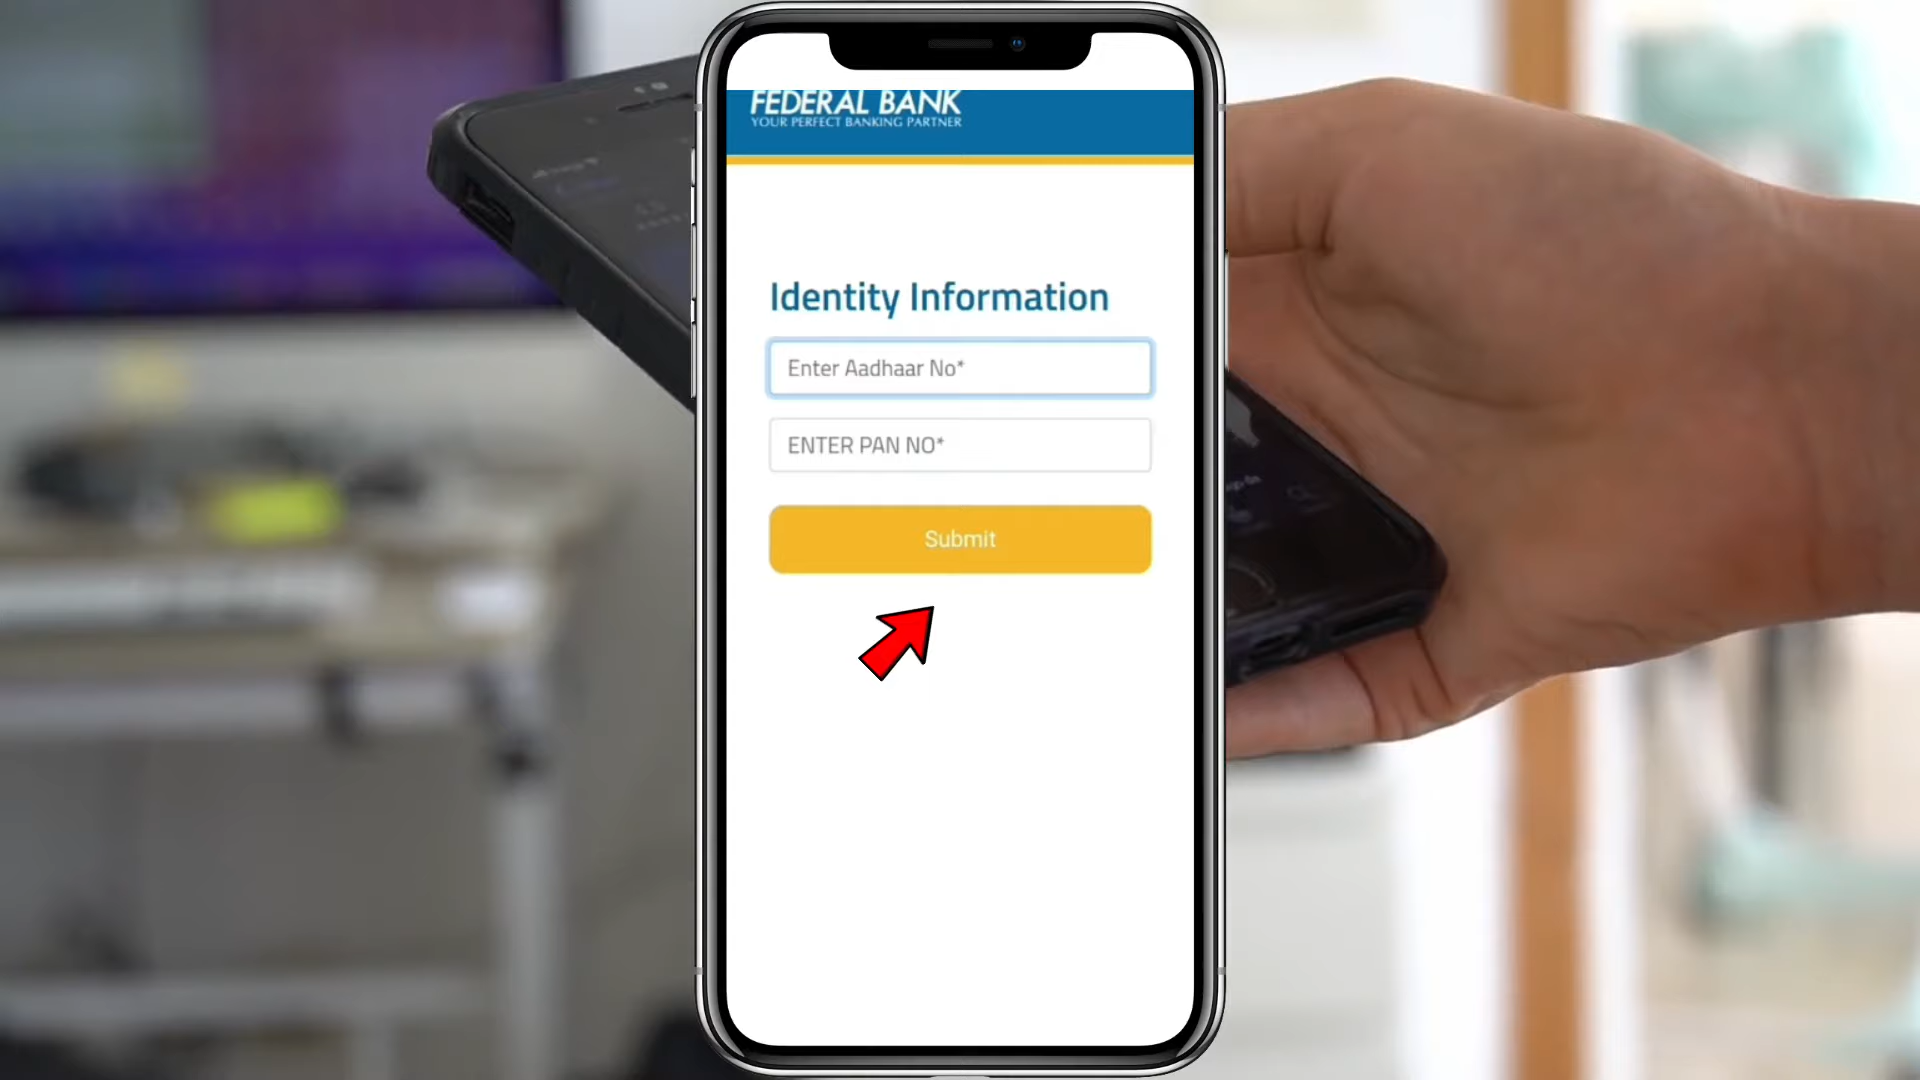 FEDERAL BANK
YOUR PERFECT BANKING PARTNER
Identity Information
Enter Aadhaar No*
ENTER PAN NO*
Submit